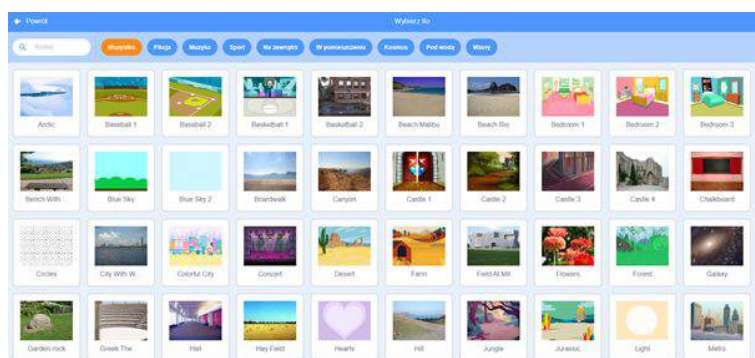 Powrót
Wybierz tło
Szukaj
Wszystko Fikcja Muzyka Sport Na zewnątrz W pomieszczeniu Kosmos Pod wodą Wzory
Arctic Baseball 1 Baseball 2 Basketball 1 Basketball 2 Beach Malibu Beach Rio Bedroom 1 Bedroom 2 Bedroom 3
Bench With ... Blue Sky Blue Sky 2 Boardwalk Canyon Castle 1 Castle 2 Castle 3 Castle 4 Chalkboard
Circles City With W... Colorful City Concert Desert Farm Field At Mit Flowers Forest Galaxy
Garden-rock Greek The... Hall Hay Field Hearts Hill Jungle Jurassic Light Metro